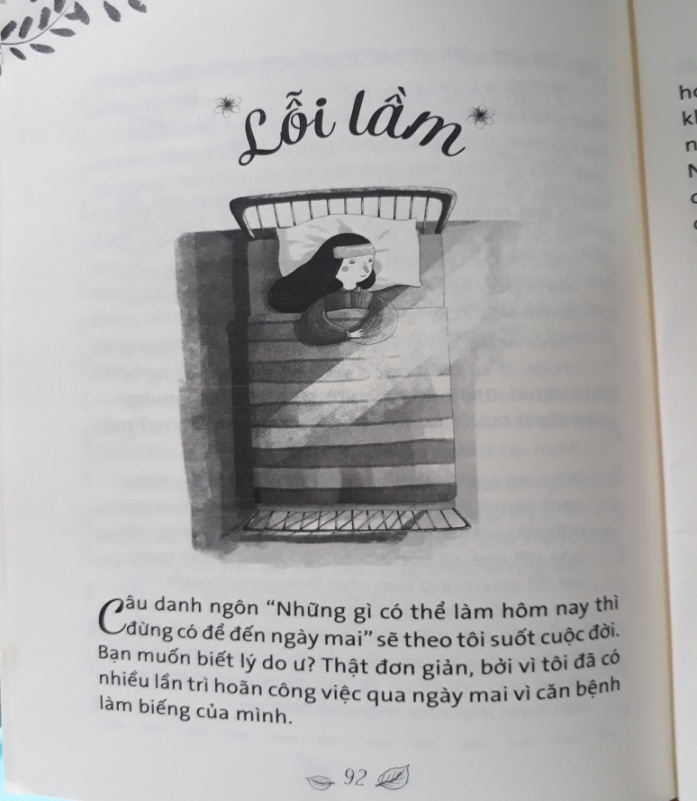 Lỗi lầm
Câu danh ngôn “Những gì có thể làm hôm nay thì
đừng có để đến ngày mai” sẽ theo tôi suốt cuộc đời.
Bạn muốn biết lý do ư? Thật đơn giản, bởi vì tôi đã có
nhiều lần trì hoãn công việc qua ngày mai vì căn bệnh
làm biếng của mình.
92